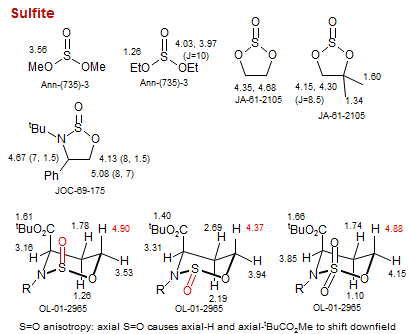 Sulfite
O
3.56
S
MeO OMe
Ann-(735)-3
O
1.26
4.03, 3.97
(J=10)
S
EtO OEt
Ann-(735)-3
O
S
O O
4.35, 4.68
JA-61-2105
O
S
O O
1.60
4.15, 4.30
(J=8.5)
1.34
JA-61-2105
O
tBu S
N O
4.67 (7, 1.5)
4.13 (8, 1.5)
Ph
5.08 (8, 7)
JOC-69-175
1.61
tBuO2C
1.78 H 4.90
H
3.16
H O
H
N S
3.53
R
O
H
1.26
OL-01-2965
1.40
tBuO2C
2.69 H 4.37
H
3.31
H
H
S
3.94
N
R
O
O
H
2.19
OL-01-2965
1.66
tBuO2C
1.74 H 4.88
H
3.85
H O
H
S
4.15
N
R
O
O
H
1.10
OL-01-2965
S=O anisotropy: axial S=O causes axial-H and axial-tBuCO2Me to shift downfield